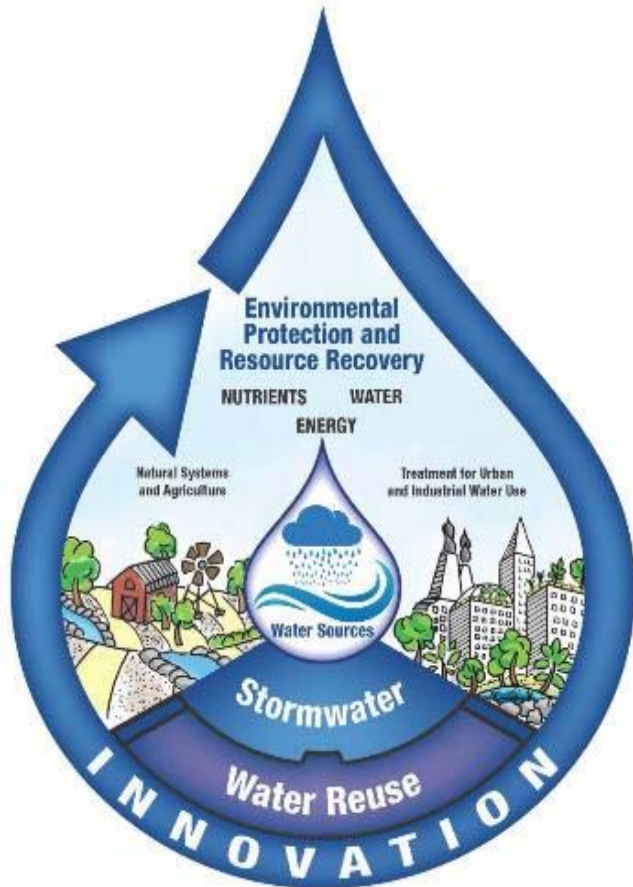 Environmental
Protection and
Resource Recovery
NUTRIENTS WATER
ENERGY
Natural Systems
and Agriculture
Treatment for Urban
and Industrial Water Use
Water Sources
Stormwater
Water Reuse
INNOVATION